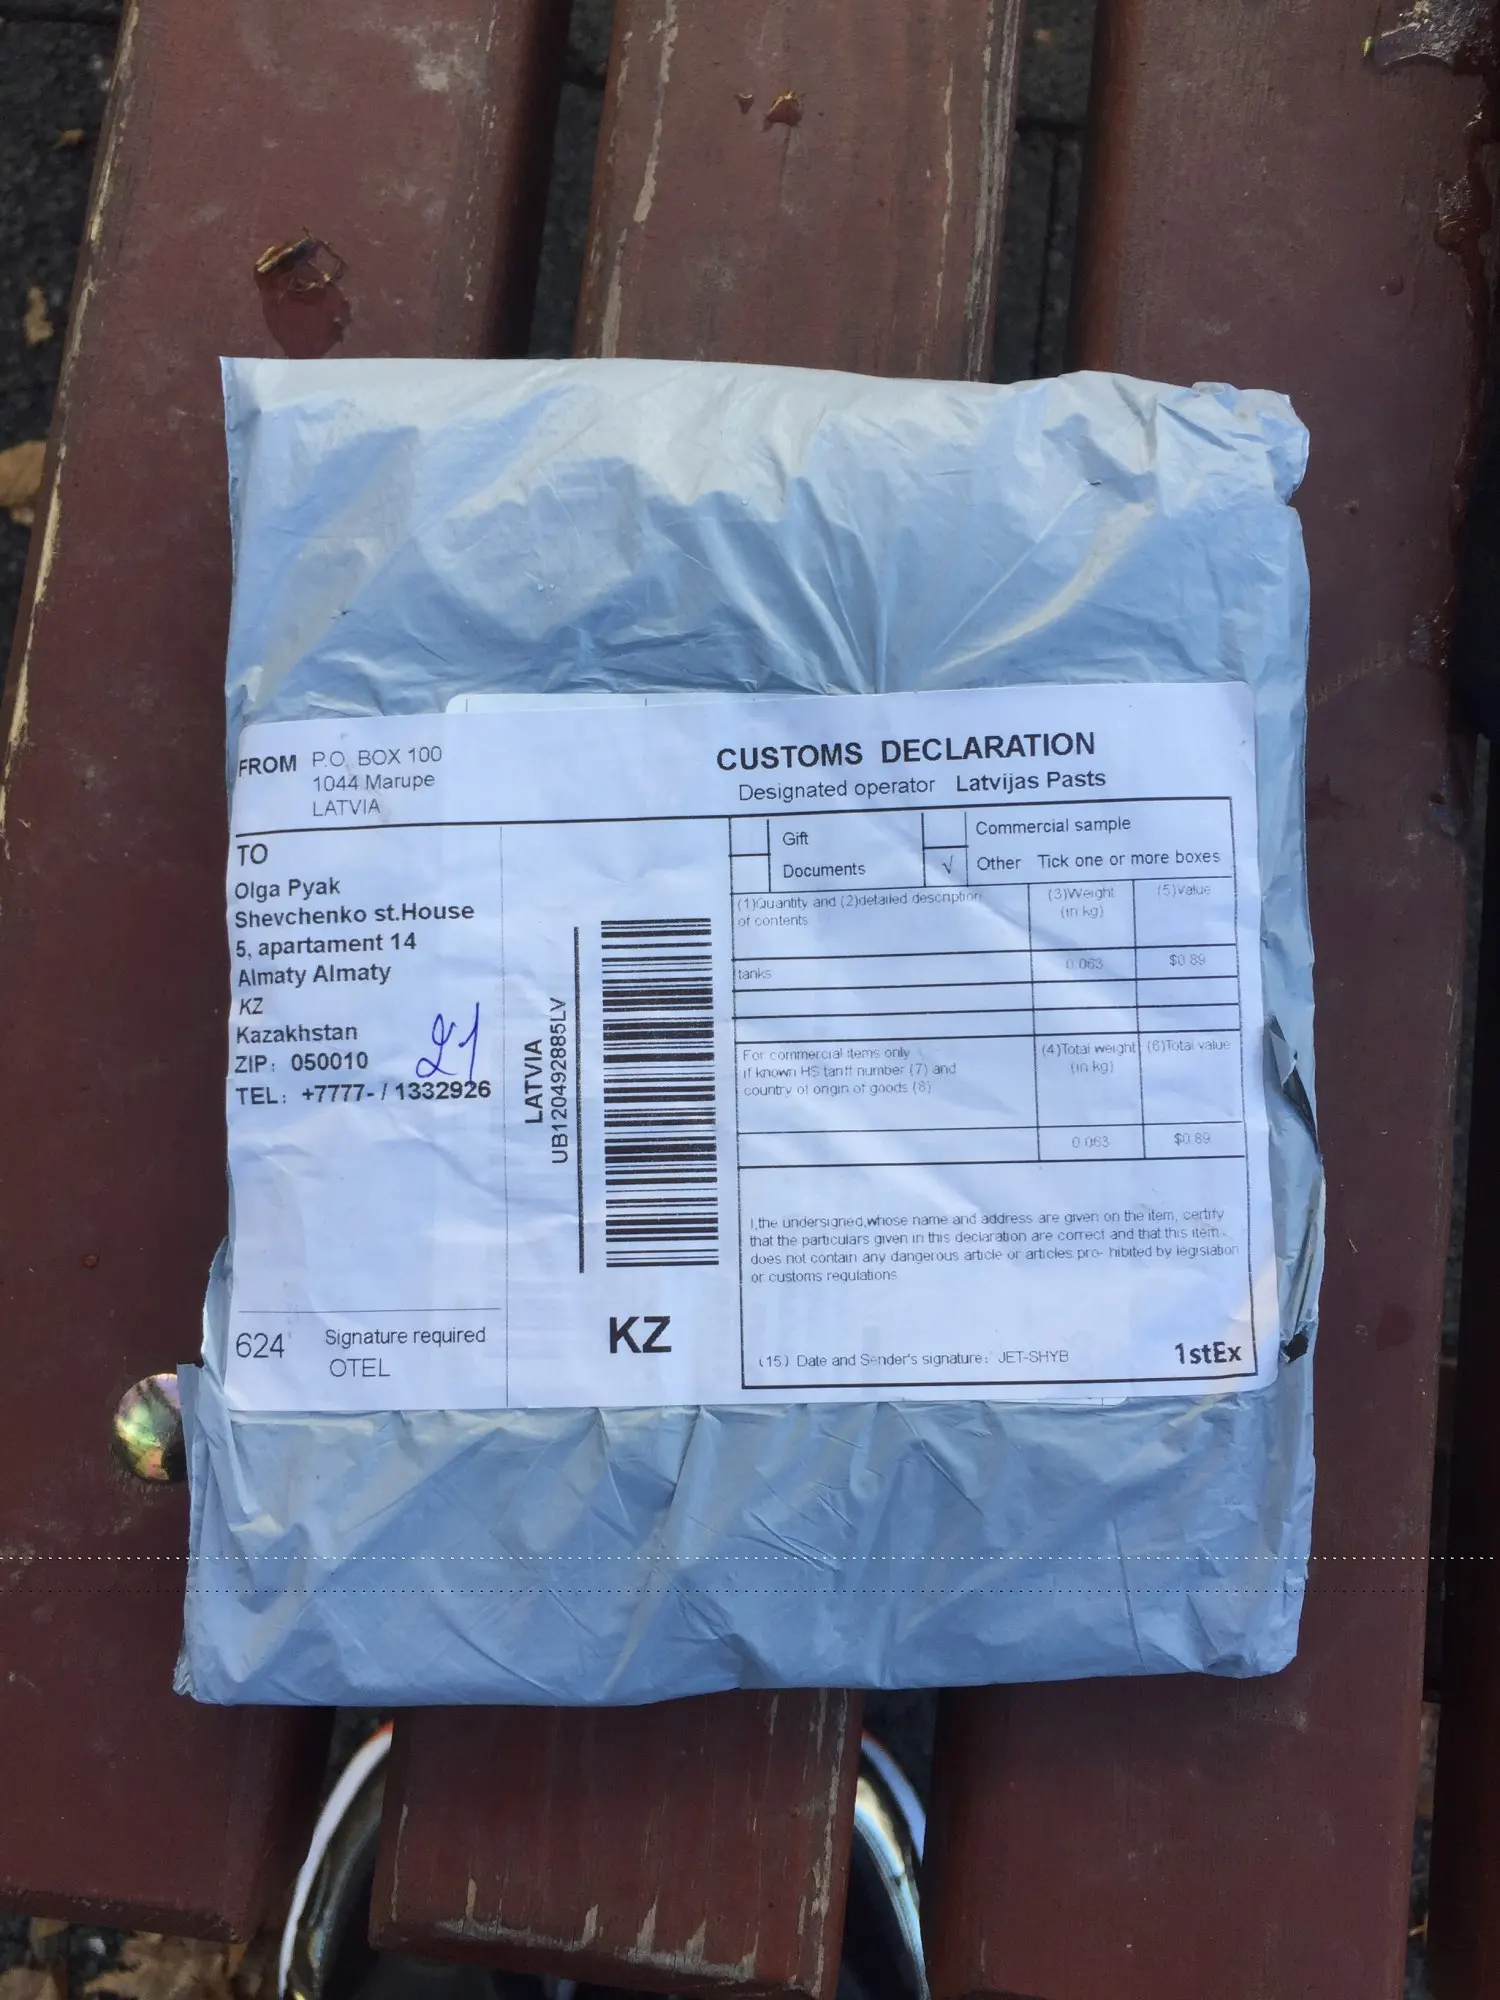 FROM P.O. BOX 100
1044 Marupe
LATVIA
CUSTOMS DECLARATION
Designated operator Latvijas Pasts
TO
Olga Pyak
Shevchenko st.House
5, apartament 14
Almaty Almaty
KZ
Kazakhstan
ZIP: 050010
TEL: +7777- / 1332926
21
624 Signature required
OTEL
LATVIA
UB120492885LV
KZ
Gift
Commercial sample
Documents
√ Other Tick one or more boxes
(1)Quantity and (2)detailed description
of contents
(3)Weight
(in kg)
(5)Value
tanks 0.063 $0.89
For commercial items only
if known HS tariff number (7) and
country of origin of goods (8)
(4)Total weight
(in kg)
(6)Total value
0.063 $0.89
I,the undersigned,whose name and address are given on the item, certify
that the particulars given in this declaration are correct and that this item
does not contain any dangerous article or articles pro- hibited by legislation
or customs regulations
(15) Date and Sender's signature: JET-SHYB
1stEx